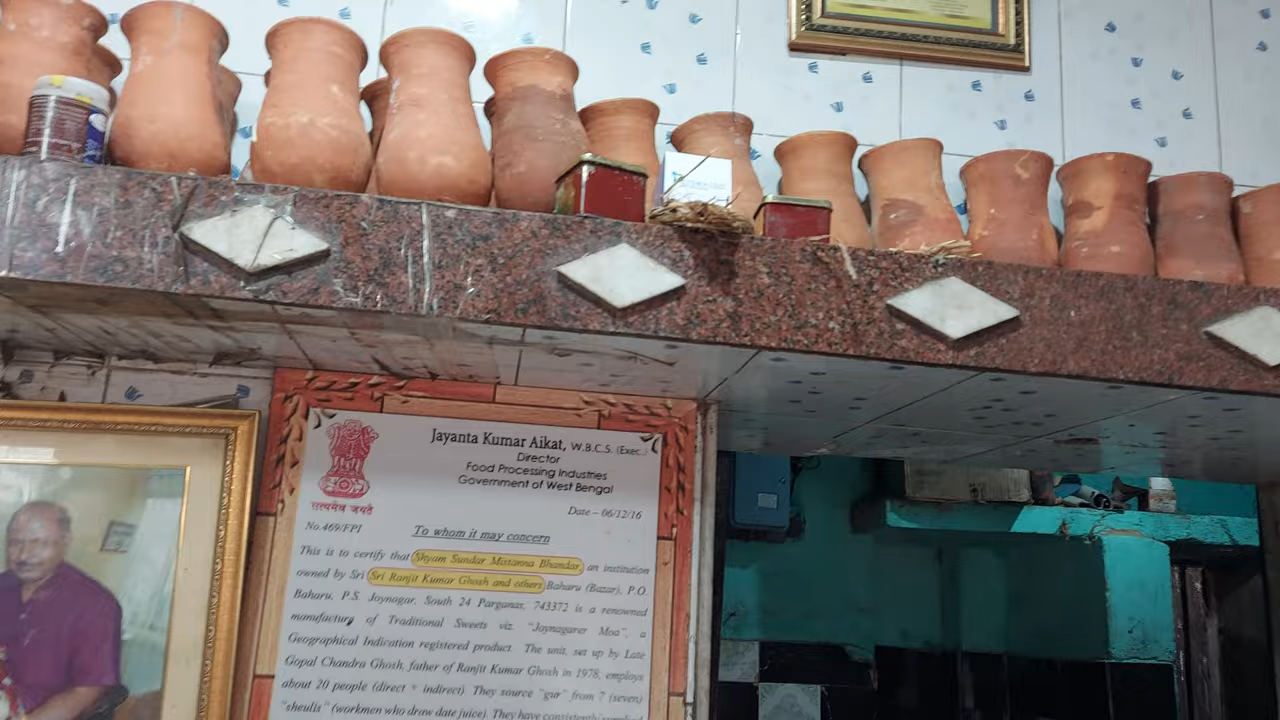 Jayanta Kumar Aikat, W.B.C.S. (Exec.)
Director
Food Processing Industries
Government of West Bengal
सत्यमेव जयते
Date – 06/12/16
No.469/FPI
To whom it may concern
This is to certify that Shyam Sundar Mistanna Bhandar, an institution
owned by Sri Sri Ranjit Kumar Ghosh and others Baharu (Bazar), P.O.
Baharu, P.S. Joynagar, South 24 Parganas, 743372 is a renowned
manufacture of Traditional Sweets viz. "Joynagarer Moa", a
Geographical Indication registered product. The unit, set up by Late
Gopal Chandra Ghosh, father of Ranjit Kumar Ghosh in 1978, employs
about 20 people (direct + indirect). They source "gur" from 7 (seven)
"sheulis" (workmen who draw date juice). They have consistently